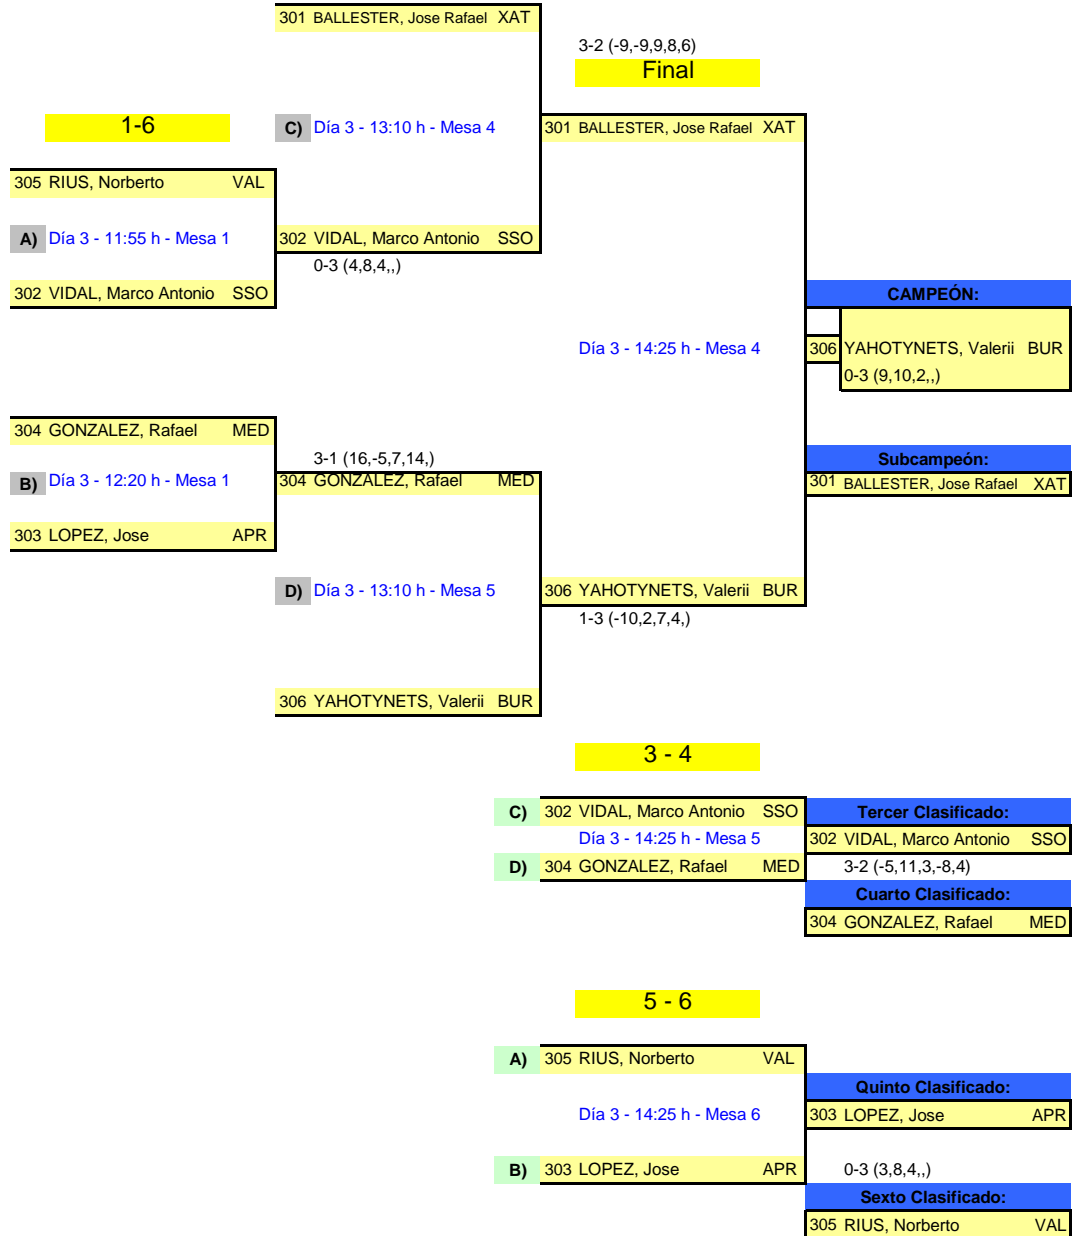 301 BALLESTER, Jose Rafael XAT
3-2 (-9,-9,9,8,6)
Final
1-6
C) Día 3 - 13:10 h - Mesa 4
301 BALLESTER, Jose Rafael XAT
305 RIUS, Norberto VAL
A) Día 3 - 11:55 h - Mesa 1
302 VIDAL, Marco Antonio SSO
0-3 (4,8,4,,)
302 VIDAL, Marco Antonio SSO
CAMPEÓN:
Día 3 - 14:25 h - Mesa 4
306 YAHOTYNETS, Valerii BUR
0-3 (9,10,2,,)
304 GONZALEZ, Rafael MED
3-1 (16,-5,7,14,)
Subcampeón:
B) Día 3 - 12:20 h - Mesa 1
304 GONZALEZ, Rafael MED
301 BALLESTER, Jose Rafael XAT
303 LOPEZ, Jose APR
D) Día 3 - 13:10 h - Mesa 5
306 YAHOTYNETS, Valerii BUR
1-3 (-10,2,7,4,)
306 YAHOTYNETS, Valerii BUR
3 - 4
C) 302 VIDAL, Marco Antonio SSO
Tercer Clasificado:
Día 3 - 14:25 h - Mesa 5
302 VIDAL, Marco Antonio SSO
D) 304 GONZALEZ, Rafael MED
3-2 (-5,11,3,-8,4)
Cuarto Clasificado:
304 GONZALEZ, Rafael MED
5 - 6
A) 305 RIUS, Norberto VAL
Quinto Clasificado:
Día 3 - 14:25 h - Mesa 6
303 LOPEZ, Jose APR
B) 303 LOPEZ, Jose APR
0-3 (3,8,4,,)
Sexto Clasificado:
305 RIUS, Norberto VAL